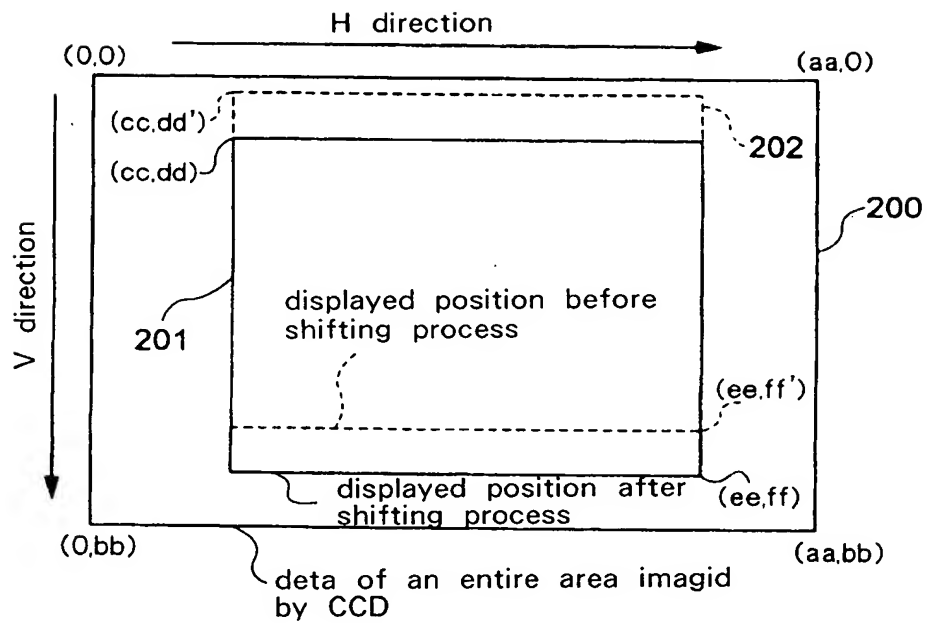 H direction
(0,0)
(aa,0)
(cc,dd')
202
(cc,dd)
200
V direction
displayed position before
shifting process
201
(ee,ff')
displayed position after
shifting process
(ee,ff)
(0,bb)
(aa,bb)
deta of an entire area imagid
by CCD